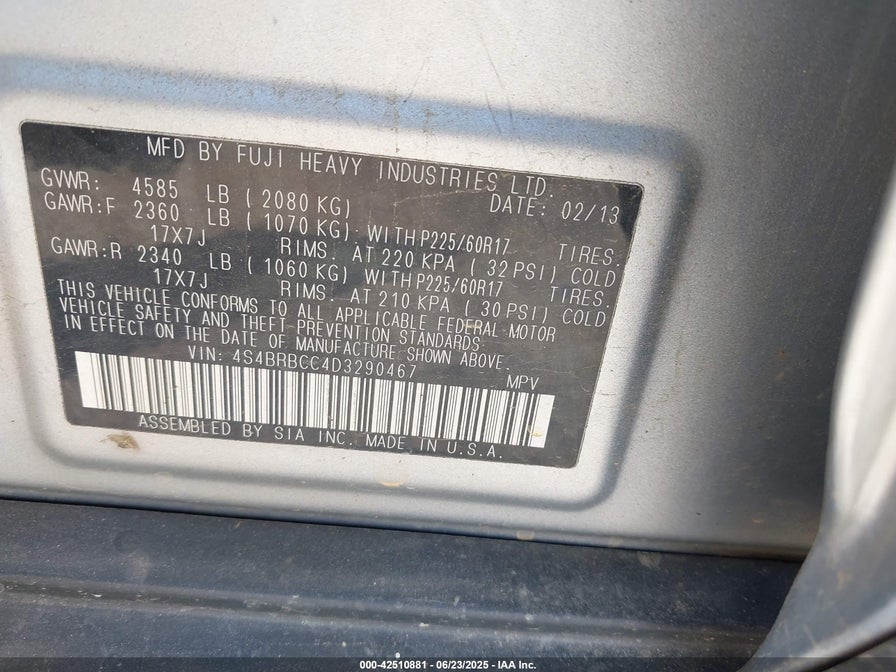 MFD BY FUJI HEAVY INDUSTRIES LTD.
GVWR: 4585 LB ( 2080 KG) DATE: 02/13
GAWR:F 2360 LB ( 1070 KG) WITH P225/60R17 TIRES.
17X7J RIMS. AT 220 KPA ( 32 PSI) COLD
GAWR:R 2340 LB ( 1060 KG) WITH P225/60R17 TIRES.
17X7J RIMS. AT 210 KPA ( 30 PSI) COLD
THIS VEHICLE CONFORMS TO ALL APPLICABLE FEDERAL MOTOR
VEHICLE SAFETY AND THEFT PREVENTION STANDARDS
IN EFFECT ON THE DATE OF MANUFACTURE SHOWN ABOVE.
VIN: 4S4BRBCC4D3290467 MPV
ASSEMBLED BY SIA INC. MADE IN U.S.A.
000-42510881 - 06/23/2025 - IAA Inc.